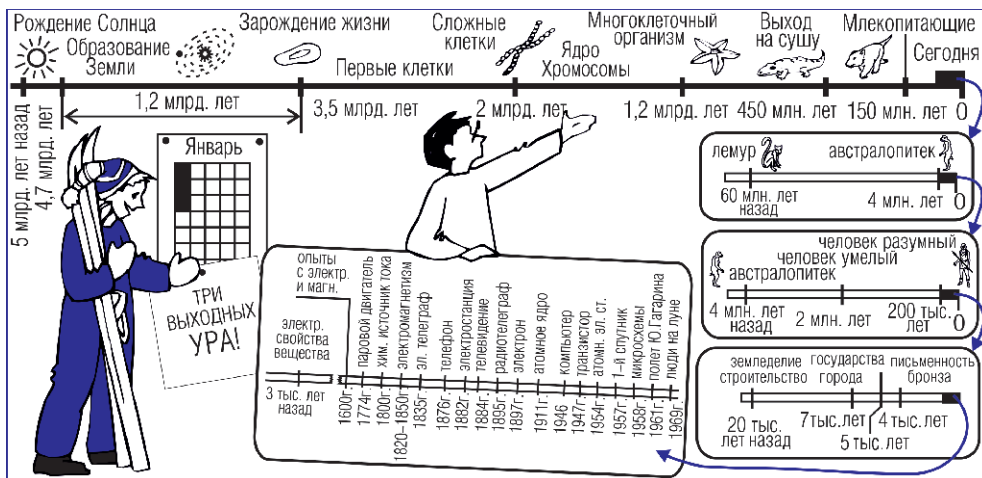 Рождение Солнца
Образование
Земли
Зарождение жизни
Первые клетки
Сложные
клетки
Ядро
Хромосомы
Многоклеточный
организм
Выход
на сушу
Млекопитающие
Сегодня
5 млрд. лет назад
4,7 млрд. лет
1,2 млрд. лет
3,5 млрд. лет
2 млрд. лет
1,2 млрд. лет
450 млн. лет
150 млн. лет
0
Январь
ТРИ
ВЫХОДНЫХ
УРА!
лемур
австралопитек
60 млн. лет
назад
4 млн. лет
0
человек разумный
человек умелый
австралопитек
4 млн. лет
назад
2 млн. лет
200 тыс.
лет
0
земледелие
строительство
государства
города
письменность
бронза
20 тыс.
лет назад
7тыс. лет
5 тыс. лет
4 тыс. лет
опыты
с электр.
и магн.
электр.
свойства
вещества
3 тыс. лет
назад
паровой двигатель
хим. источник тока
электромагнетизм
эл. телеграф
телефон
электростанция
телевидение
радиотелеграф
электрон
атомное ядро
компьютер
транзистор
атомн. эл. ст.
1–й спутник
микросхемы
полет Ю.Гагарина
люди на луне
1600г.
1774г.
1800г.
1820–1850г.
1835г.
1876г.
1882г.
1884г.
1895г.
1897г.
1911г.
1946
1947г.
1954г.
1957г.
1958г.
1961г.
1969г.